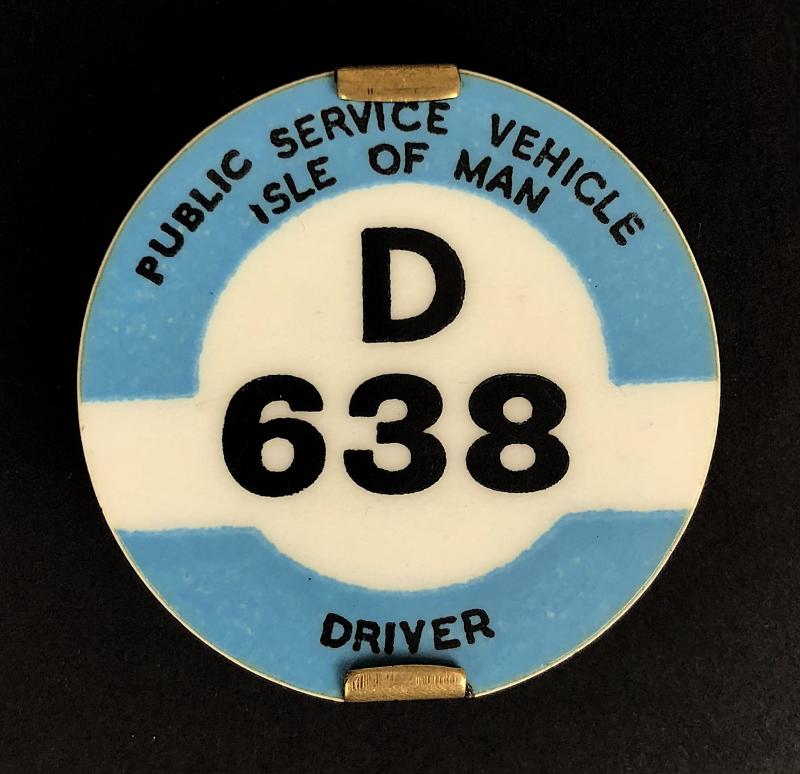 PUBLIC SERVICE VEHICLE
ISLE OF MAN
D
638
DRIVER